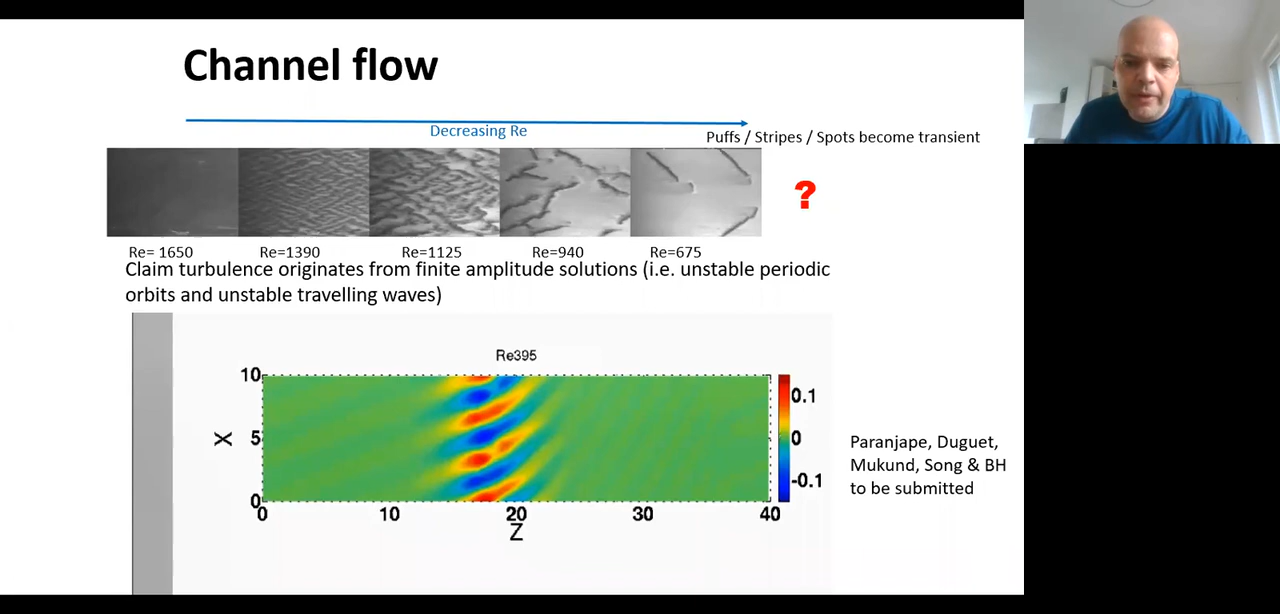 Channel flow
Decreasing Re
Puffs / Stripes / Spots become transient
?
Re= 1650
Re=1390
Re=1125
Re=940
Re=675
Claim turbulence originates from finite amplitude solutions (i.e. unstable periodic
orbits and unstable travelling waves)
Re395
10
5
0
X
0
10
20
30
40
Z
0.1
0
-0.1
Paranjape, Duguet,
Mukund, Song & BH
to be submitted